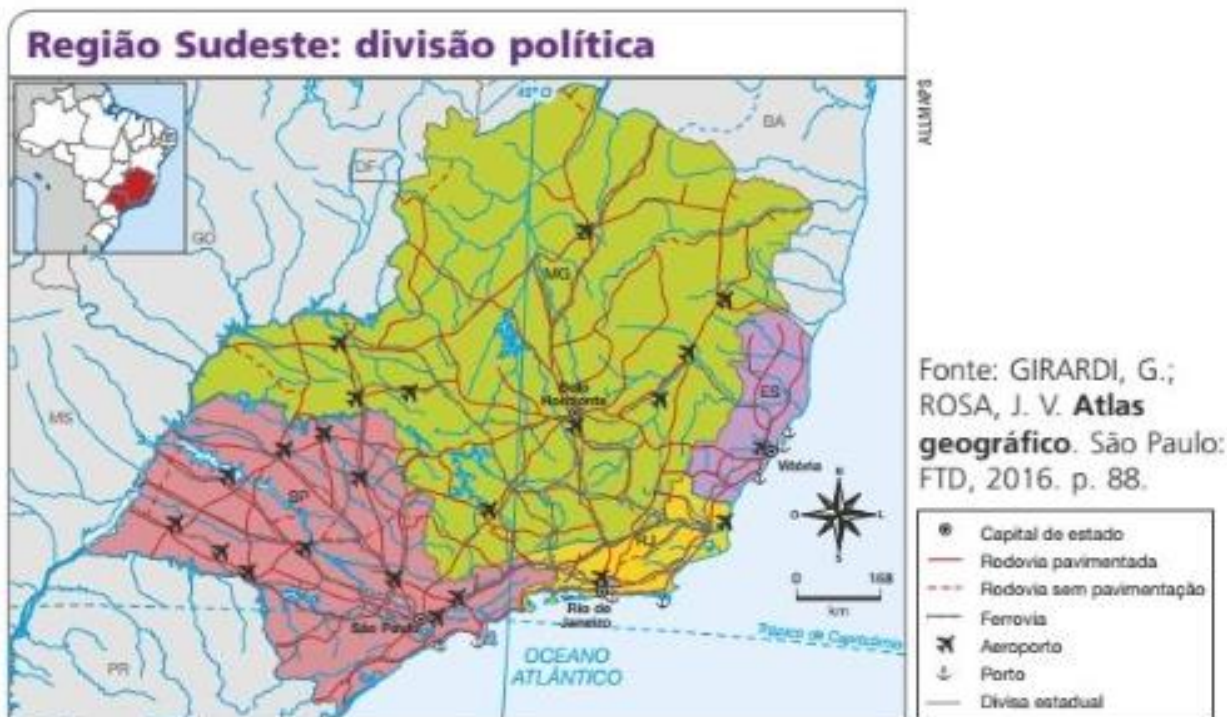 Região Sudeste: divisão política
ALLMAPS
BA
DF
GO
MG
Belo
Horizonte
MS
ES
Vitória
SP
RJ
N
O
L
S
0 168
km
São Paulo
Rio de
Janeiro
Trópico de Capricórnio
PR
OCEANO
ATLÂNTICO
Fonte: GIRARDI, G.;
ROSA, J. V. Atlas
geográfico. São Paulo:
FTD, 2016. p. 88.
Capital de estado
Rodovia pavimentada
Rodovia sem pavimentação
Ferrovia
Aeroporto
Porto
Divisa estadual